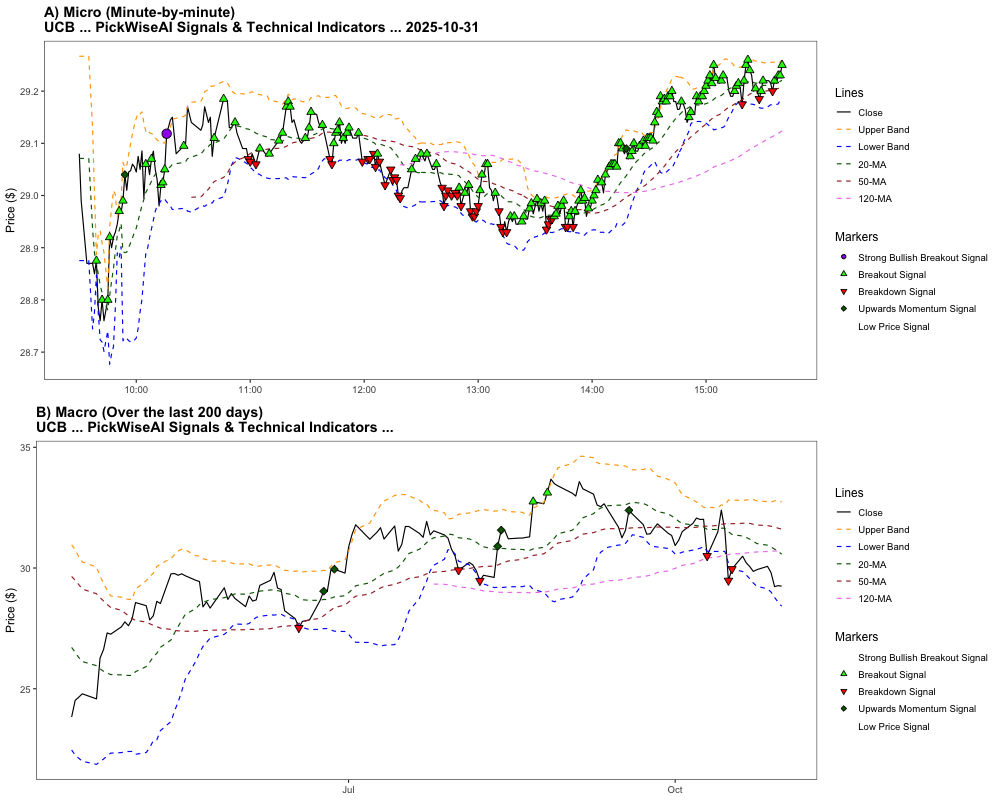 A) Micro (Minute-by-minute)
UCB ... PickWiseAI Signals & Technical Indicators ... 2025-10-31
Price ($)
29.2
29.1
29.0
28.9
28.8
28.7
10:00 11:00 12:00 13:00 14:00 15:00
Lines
Close
Upper Band
Lower Band
20-MA
50-MA
120-MA
Markers
Strong Bullish Breakout Signal
Breakout Signal
Breakdown Signal
Upwards Momentum Signal
Low Price Signal
B) Macro (Over the last 200 days)
UCB ... PickWiseAI Signals & Technical Indicators ...
Price ($)
35
30
25
Jul Oct
Lines
Close
Upper Band
Lower Band
20-MA
50-MA
120-MA
Markers
Strong Bullish Breakout Signal
Breakout Signal
Breakdown Signal
Upwards Momentum Signal
Low Price Signal